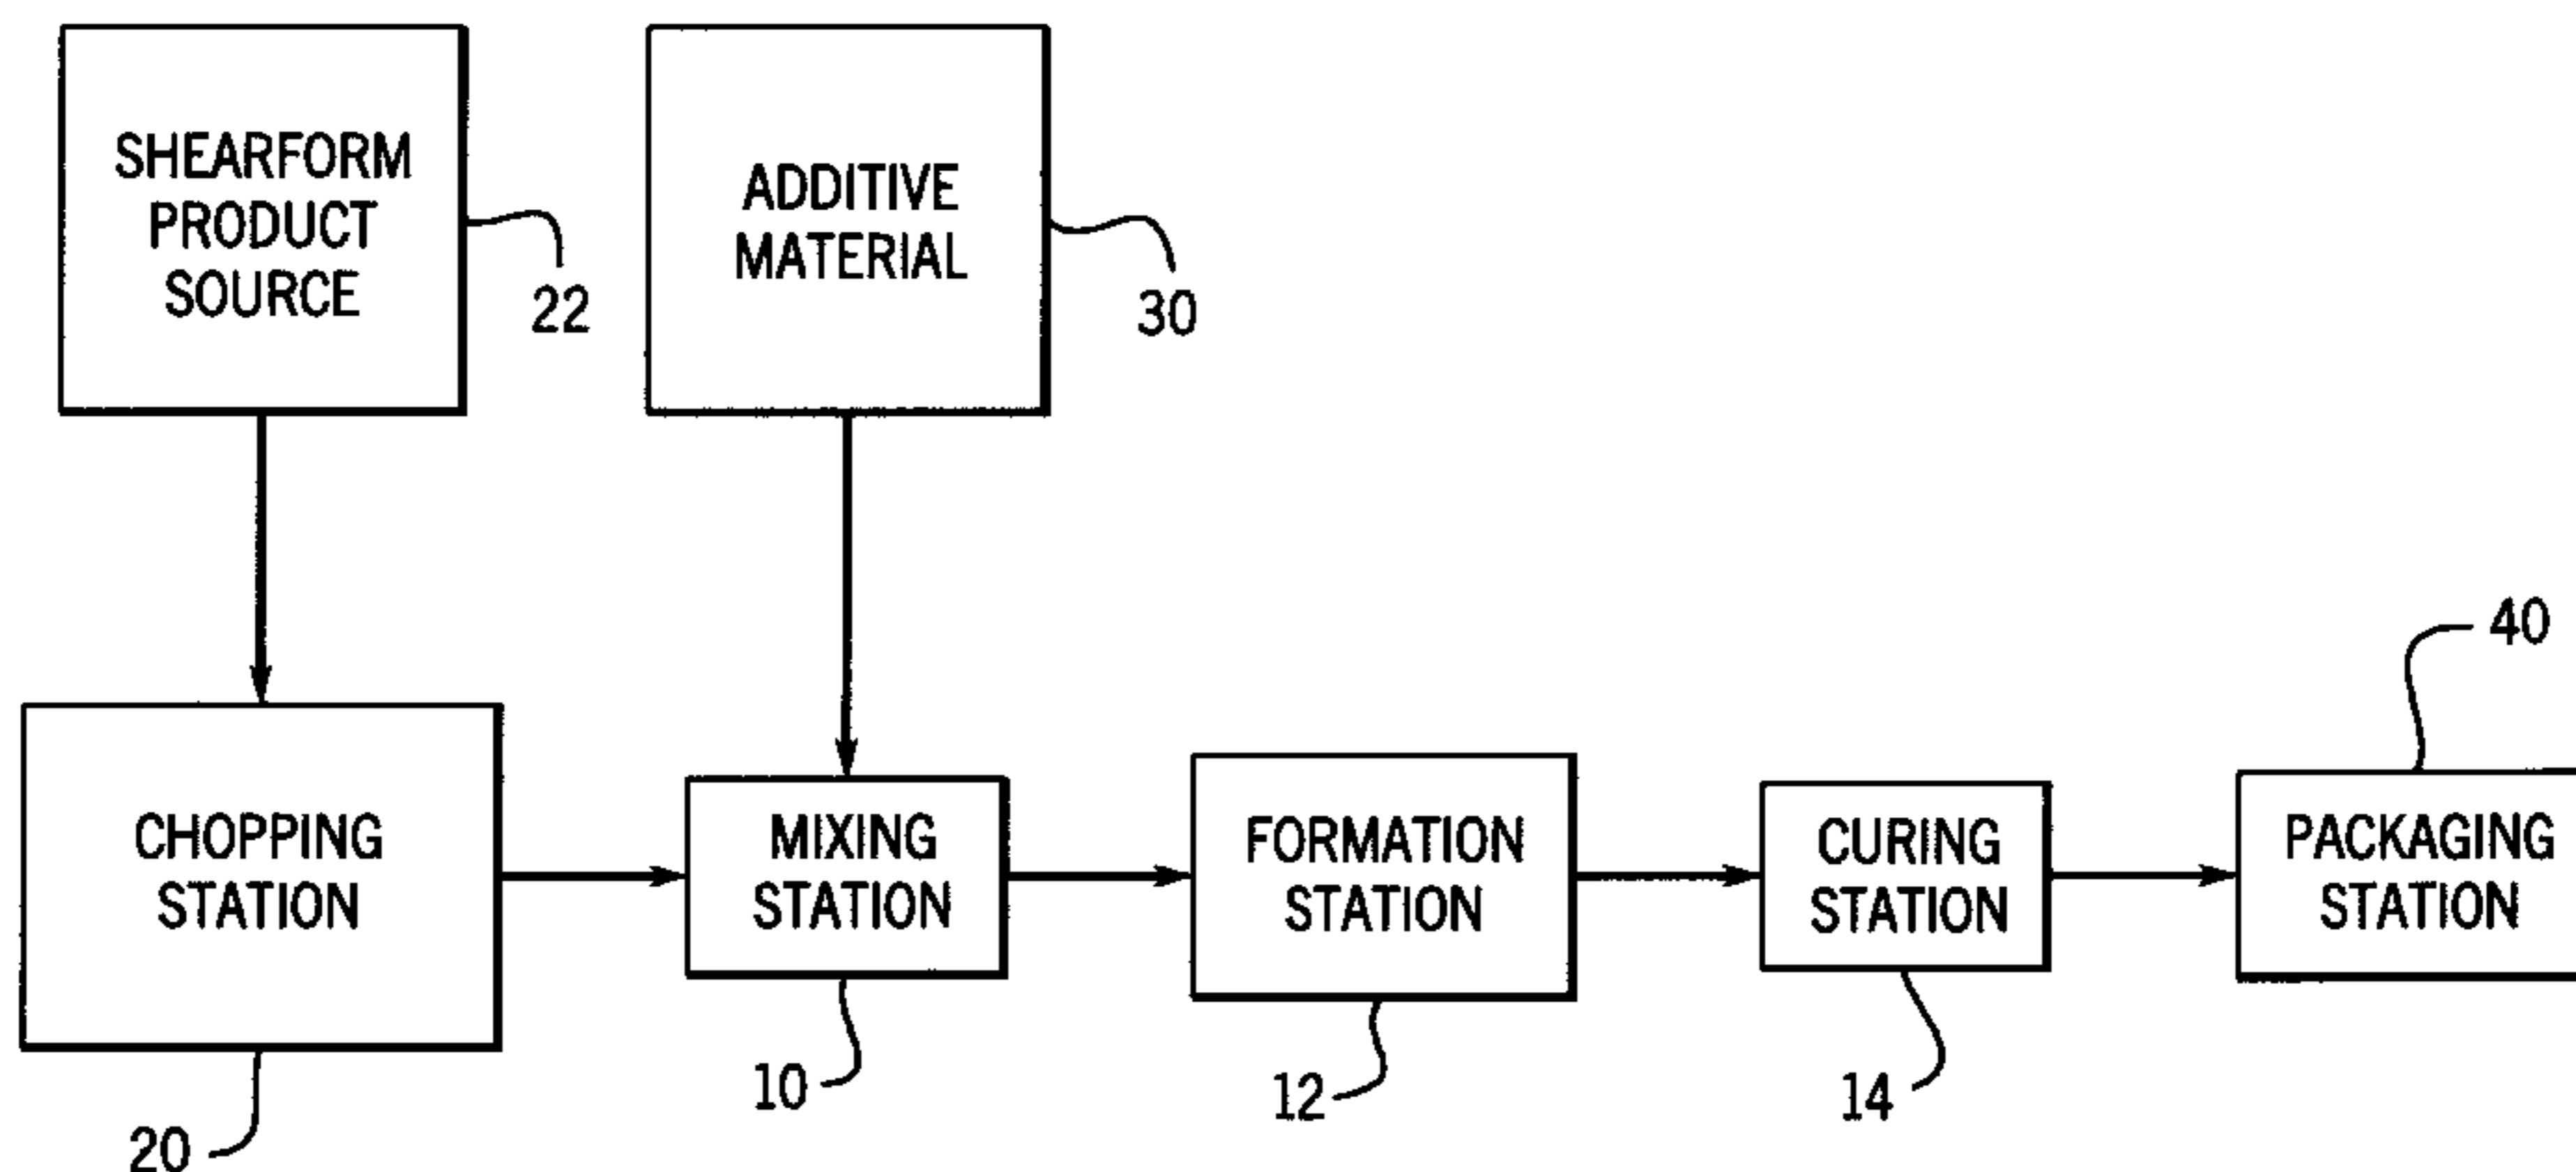 SHEARFORM
PRODUCT
SOURCE
22
ADDITIVE
MATERIAL
30
40
CHOPPING
STATION
MIXING
STATION
FORMATION
STATION
CURING
STATION
PACKAGING
STATION
20
10
12
14